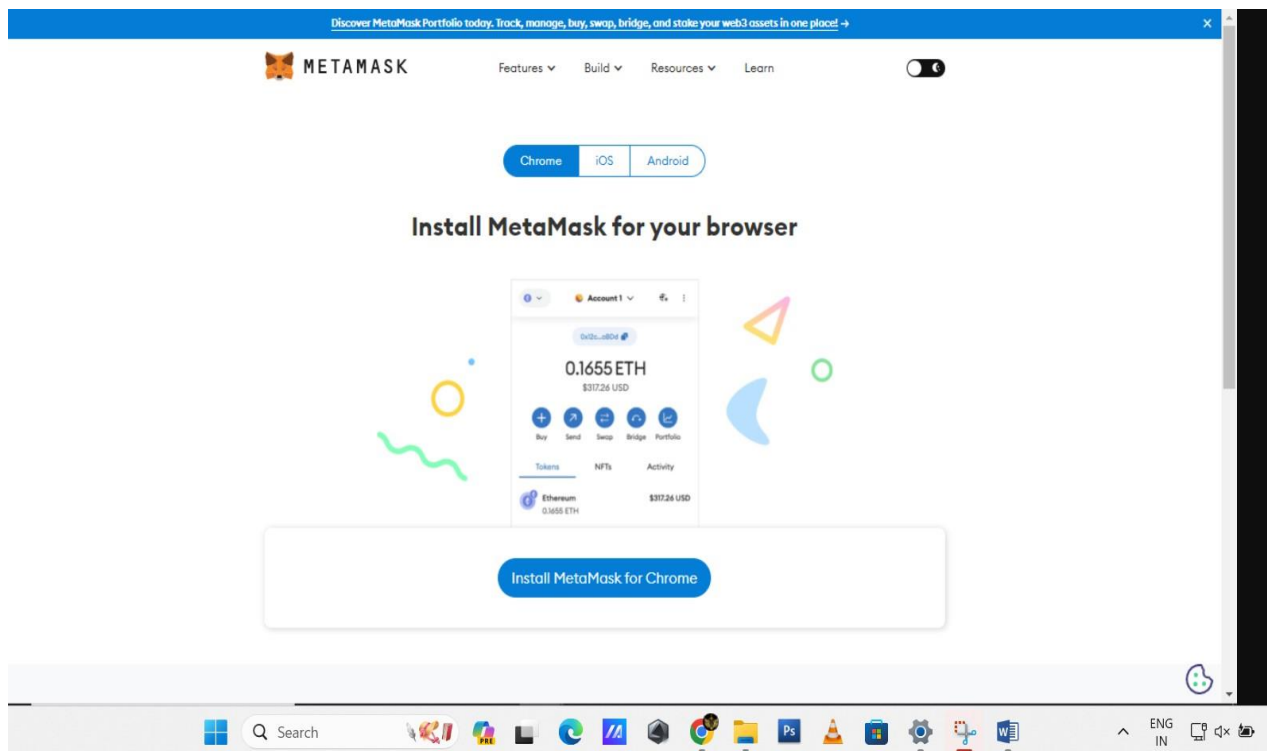 Discover MetaMask Portfolio today. Track, manage, buy, swap, bridge, and stake your web3 assets in one place! →
METAMASK
Features Build Resources Learn
Chrome iOS Android
Install MetaMask for your browser
Account 1
0.1655 ETH
$317.26 USD
Buy Send Swap Bridge Portfolio
Tokens NFTs Activity
Ethereum $317.26 USD
0.1655 ETH
Install MetaMask for Chrome
Search PRE Ps W ENG
IN